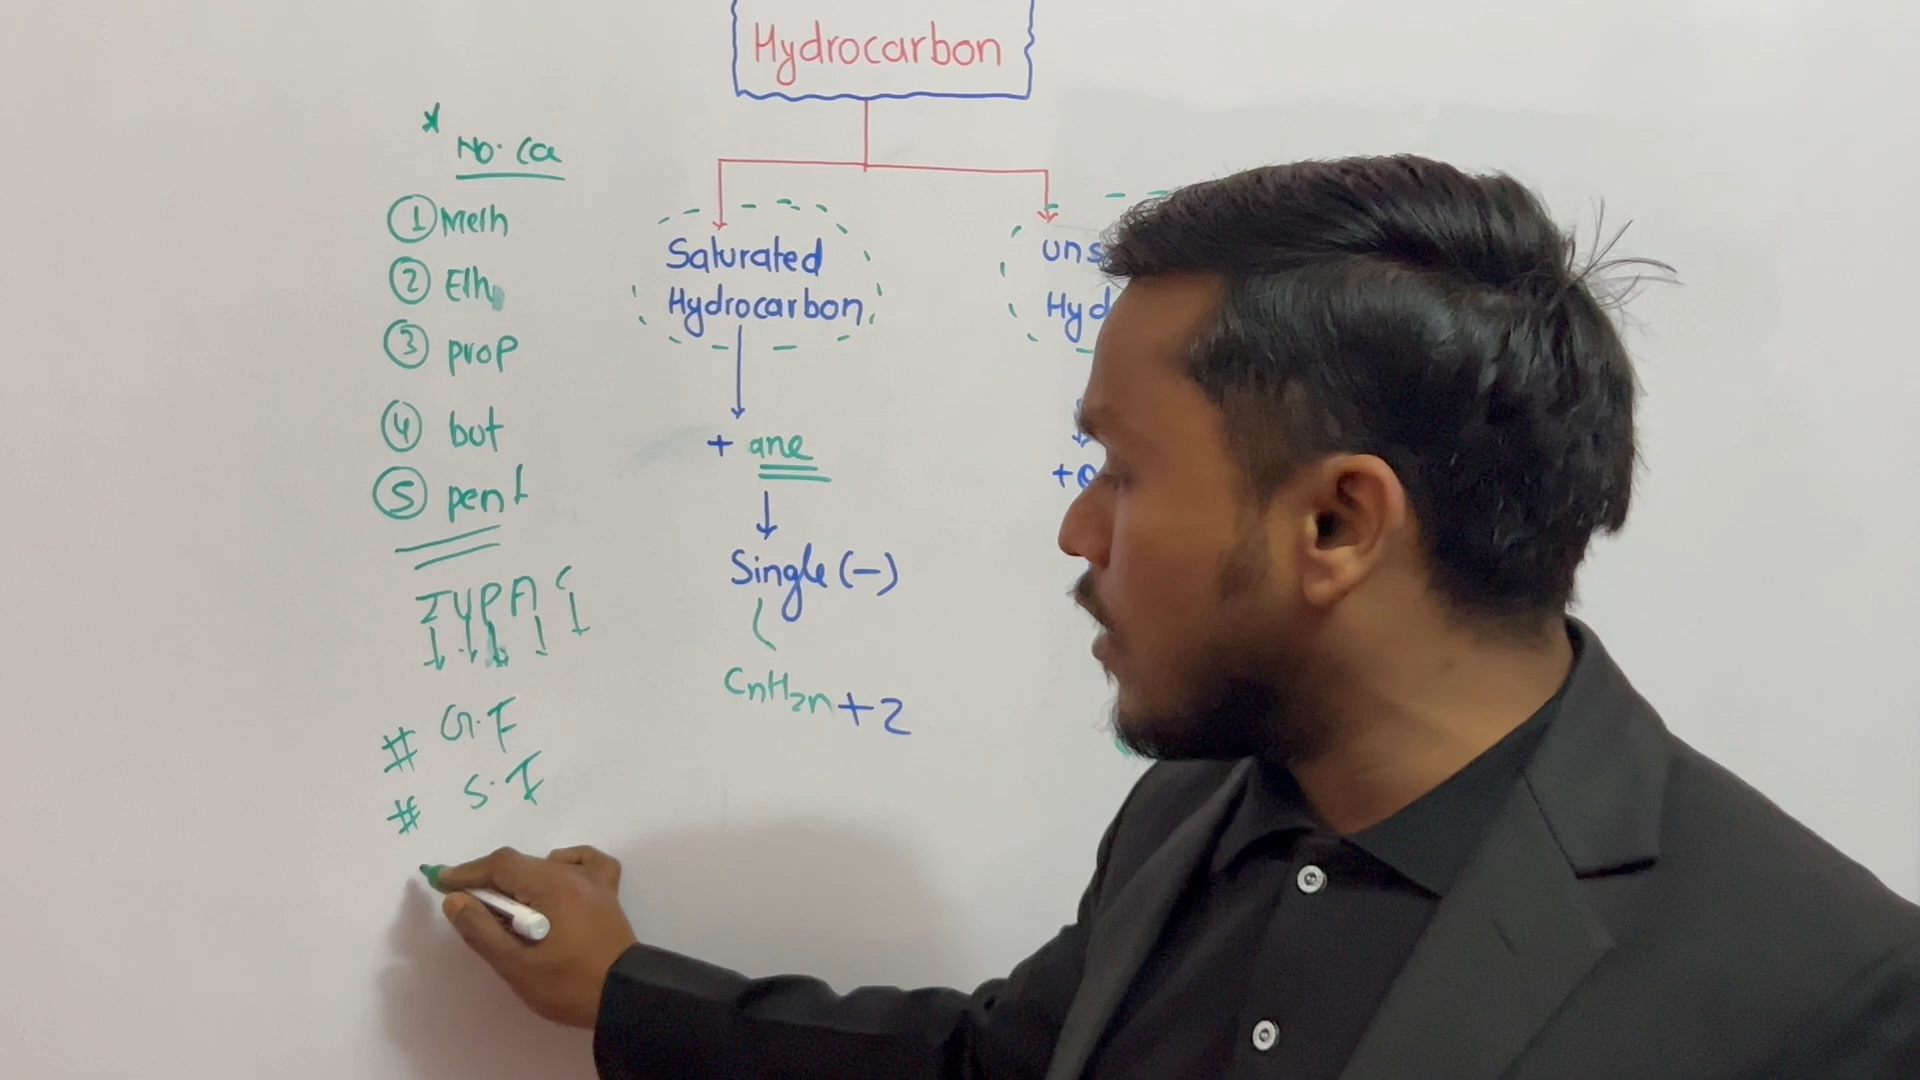 Hydrocarbon
* No. Ca
① Meth
② Eth
③ prop
④ but
⑤ pent
G.F
S.F
Saturated
Hydrocarbon
+ ane
Single (-)
CnH2n+2
uns
Hyd